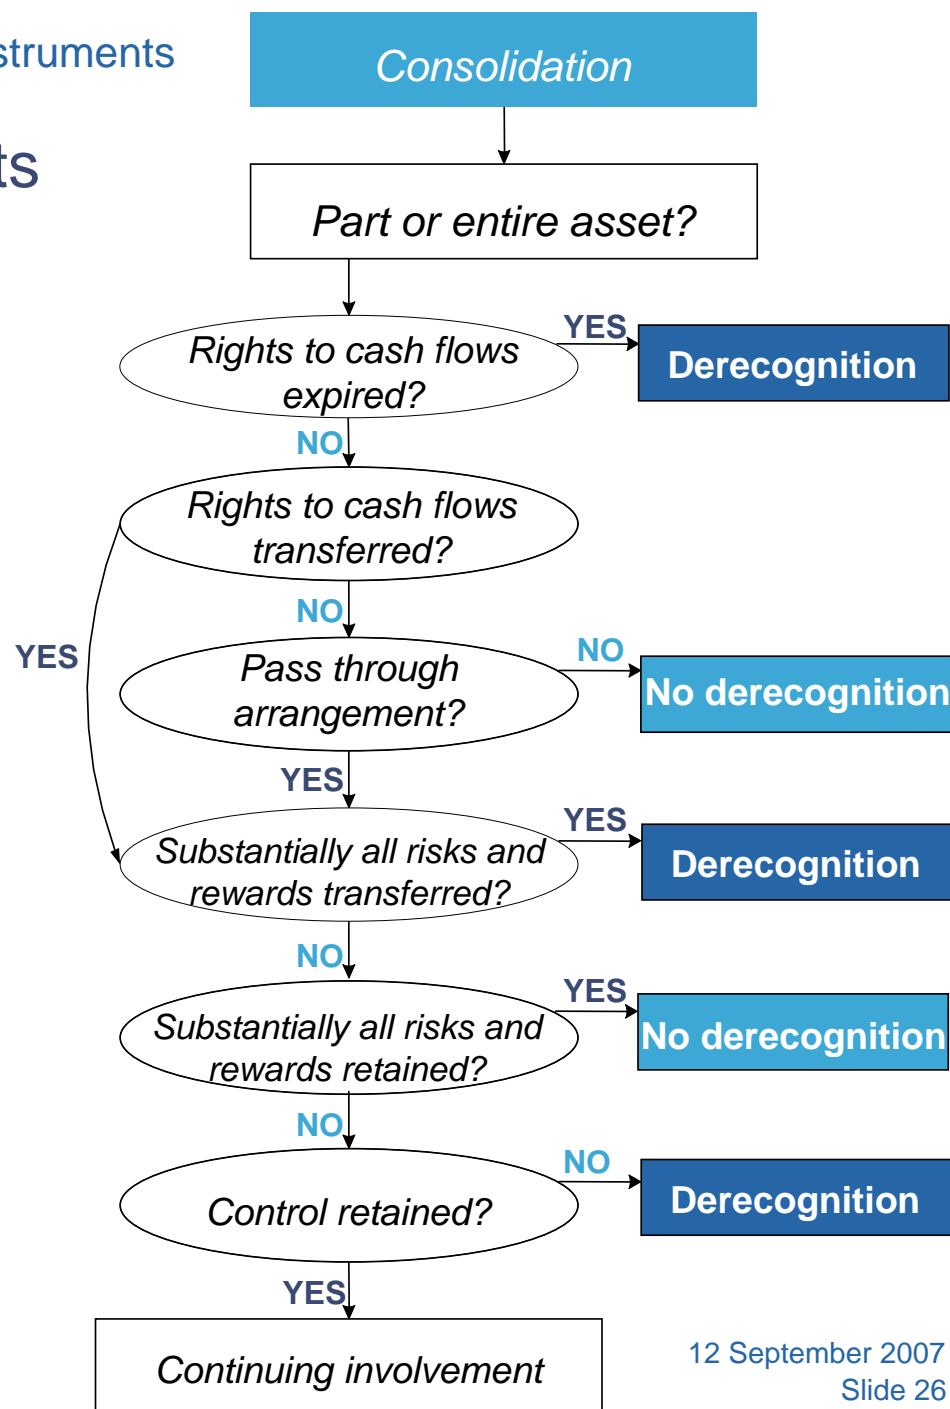 struments
ts
Consolidation
Part or entire asset?
Rights to cash flows
expired?
YES
Derecognition
NO
Rights to cash flows
transferred?
NO
YES
Pass through
arrangement?
NO
No derecognition
YES
Substantially all risks and
rewards transferred?
YES
Derecognition
NO
Substantially all risks and
rewards retained?
YES
No derecognition
NO
Control retained?
NO
Derecognition
YES
Continuing involvement
12 September 2007
Slide 26